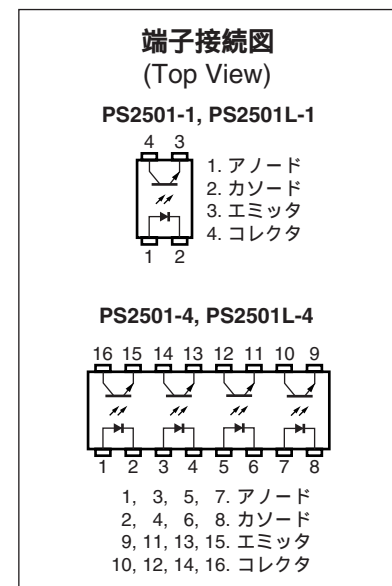 端子接続図
(Top View)
PS2501-1, PS2501L-1
4 3
1. アノード
2. カソード
3. エミッタ
4. コレクタ
1 2
PS2501-4, PS2501L-4
16 15 14 13 12 11 10 9
1 2 3 4 5 6 7 8
1, 3, 5, 7. アノード
2, 4, 6, 8. カソード
9, 11, 13, 15. エミッタ
10, 12, 14, 16. コレクタ